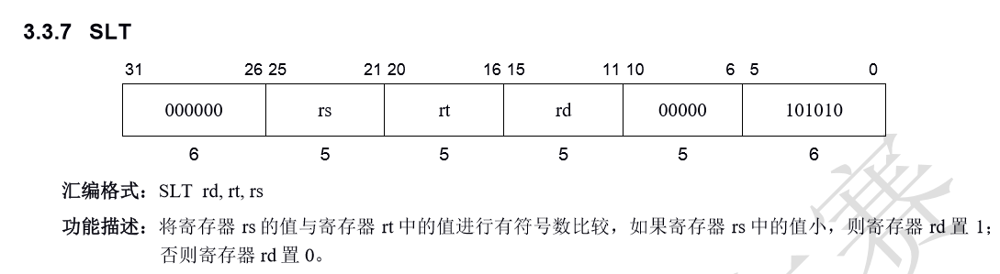 3.3.7 SLT
31 26 25 21 20 16 15 11 10 6 5 0
000000 rs rt rd 00000 101010
6 5 5 5 5 6
汇编格式：SLT rd, rt, rs
功能描述：将寄存器 rs 的值与寄存器 rt 中的值进行有符号数比较，如果寄存器 rs 中的值小，则寄存器 rd 置 1；
否则寄存器 rd 置 0。
赛